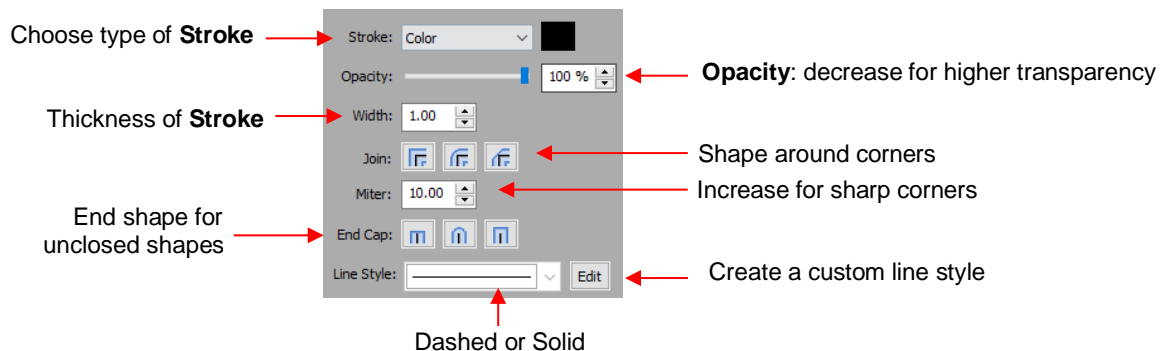 Choose type of Stroke
Stroke: Color
Opacity: 100 %
Opacity: decrease for higher transparency
Thickness of Stroke
Width: 1.00
Join:
Shape around corners
Miter: 10.00
Increase for sharp corners
End shape for
unclosed shapes
End Cap:
Line Style: Edit
Create a custom line style
Dashed or Solid